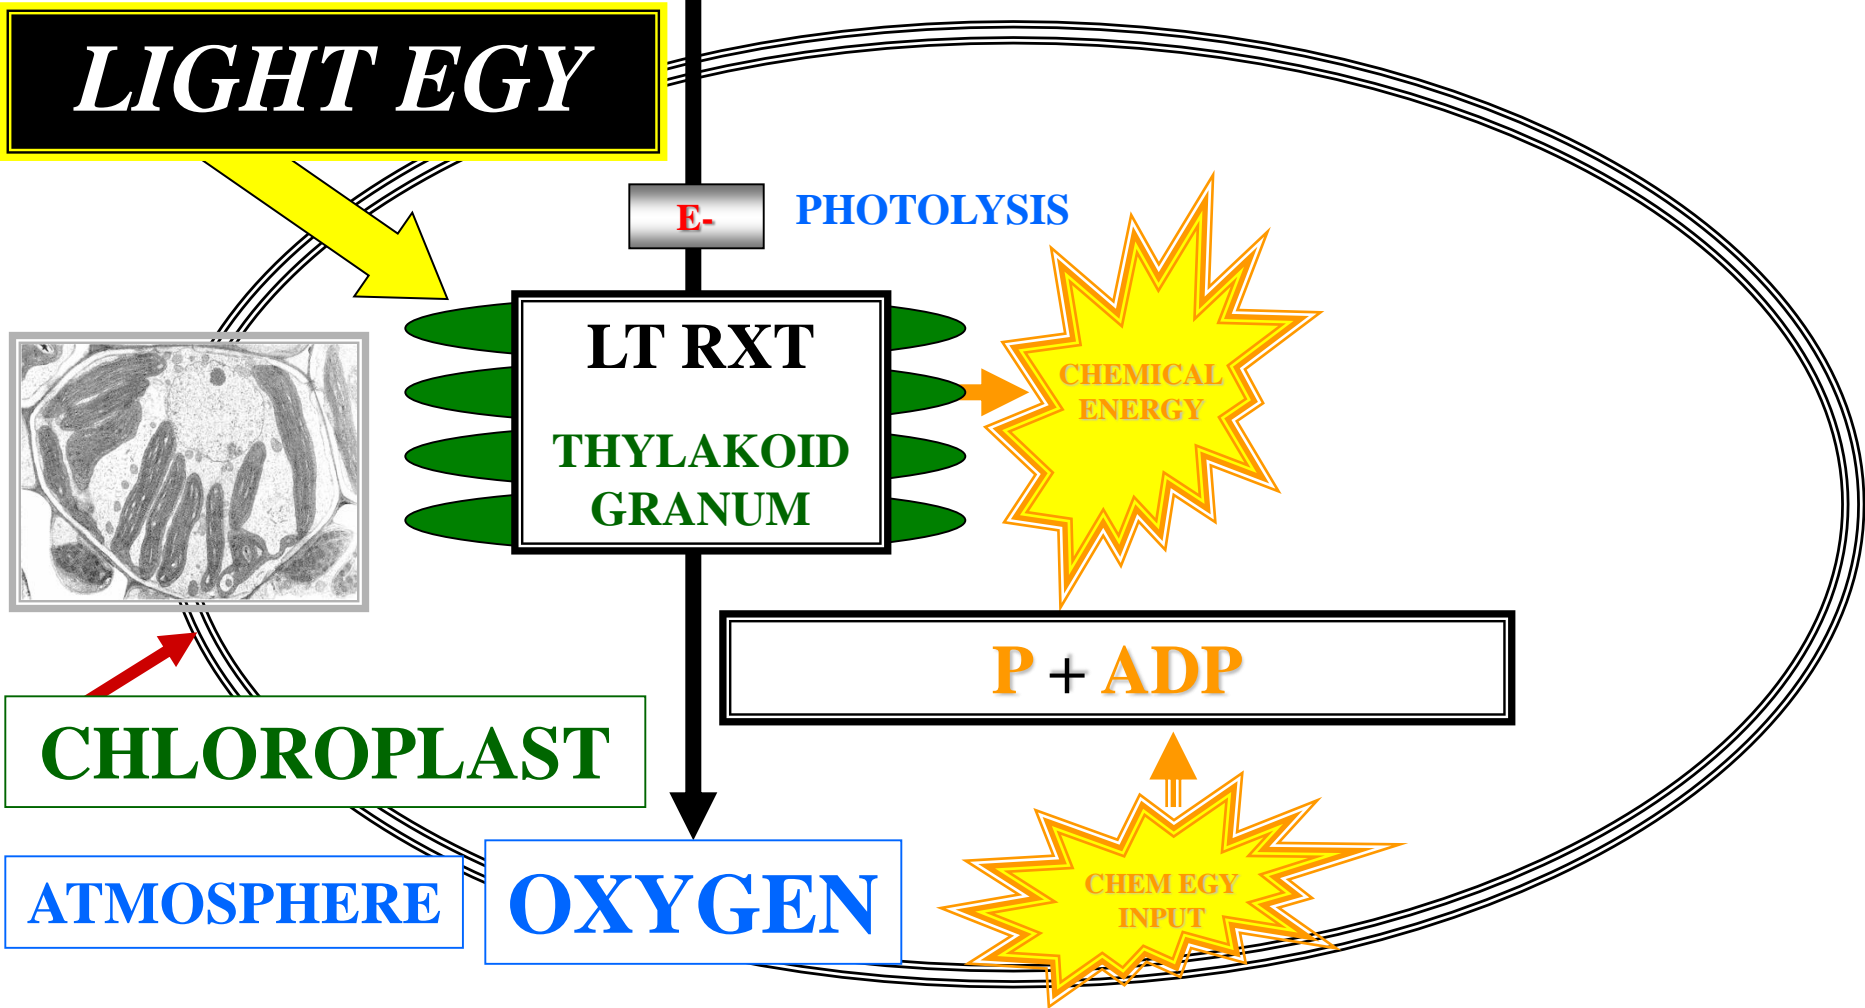 LIGHT EGY
E-
PHOTOLYSIS
LT RXT
THYLAKOID
GRANUM
CHEMICAL
ENERGY
P + ADP
CHLOROPLAST
ATMOSPHERE
OXYGEN
CHEM EGY
INPUT